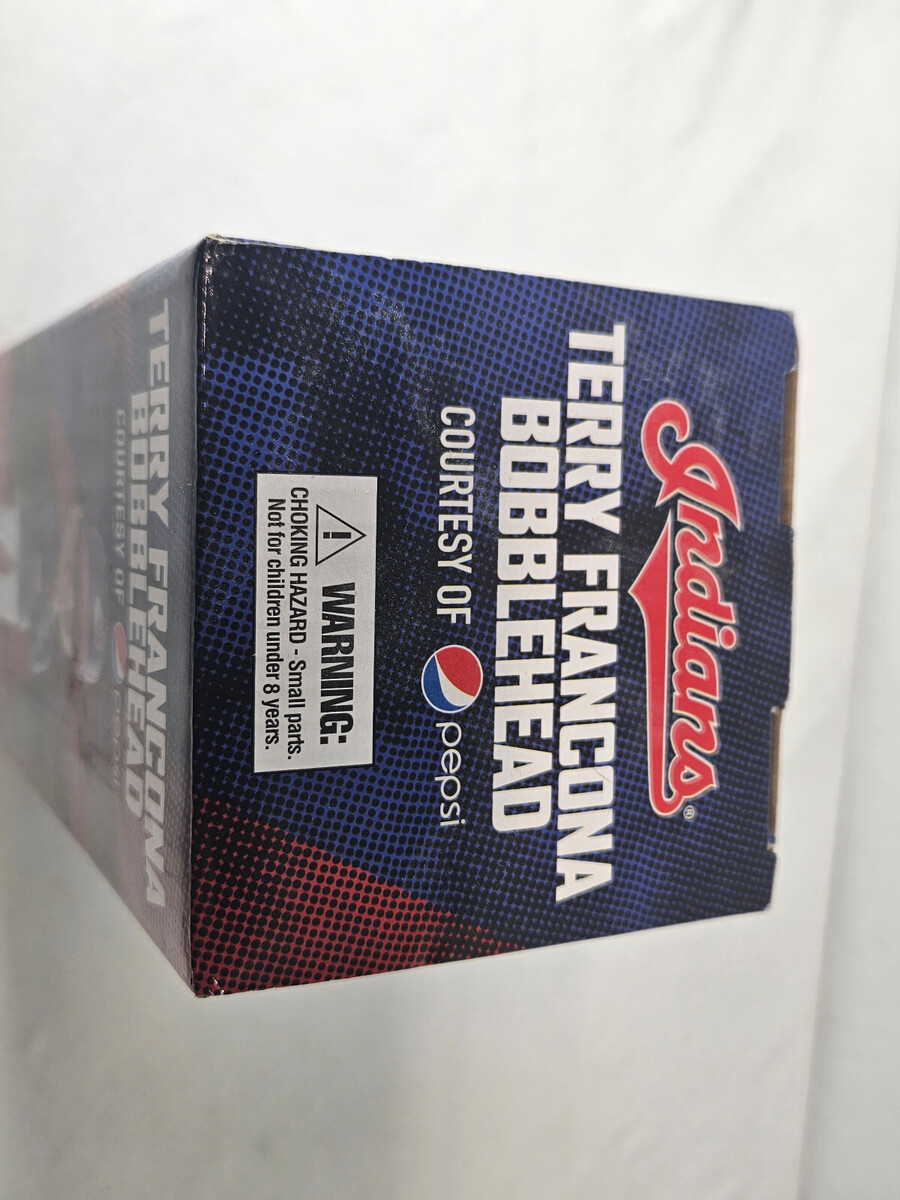 Indians®
TERRY FRANCONA
BOBBLEHEAD
COURTESY OF pepsi
WARNING:
CHOKING HAZARD - Small parts.
Not for children under 8 years.
TERRY FRANCONA
BOBBLEHEAD
COURTESY OF